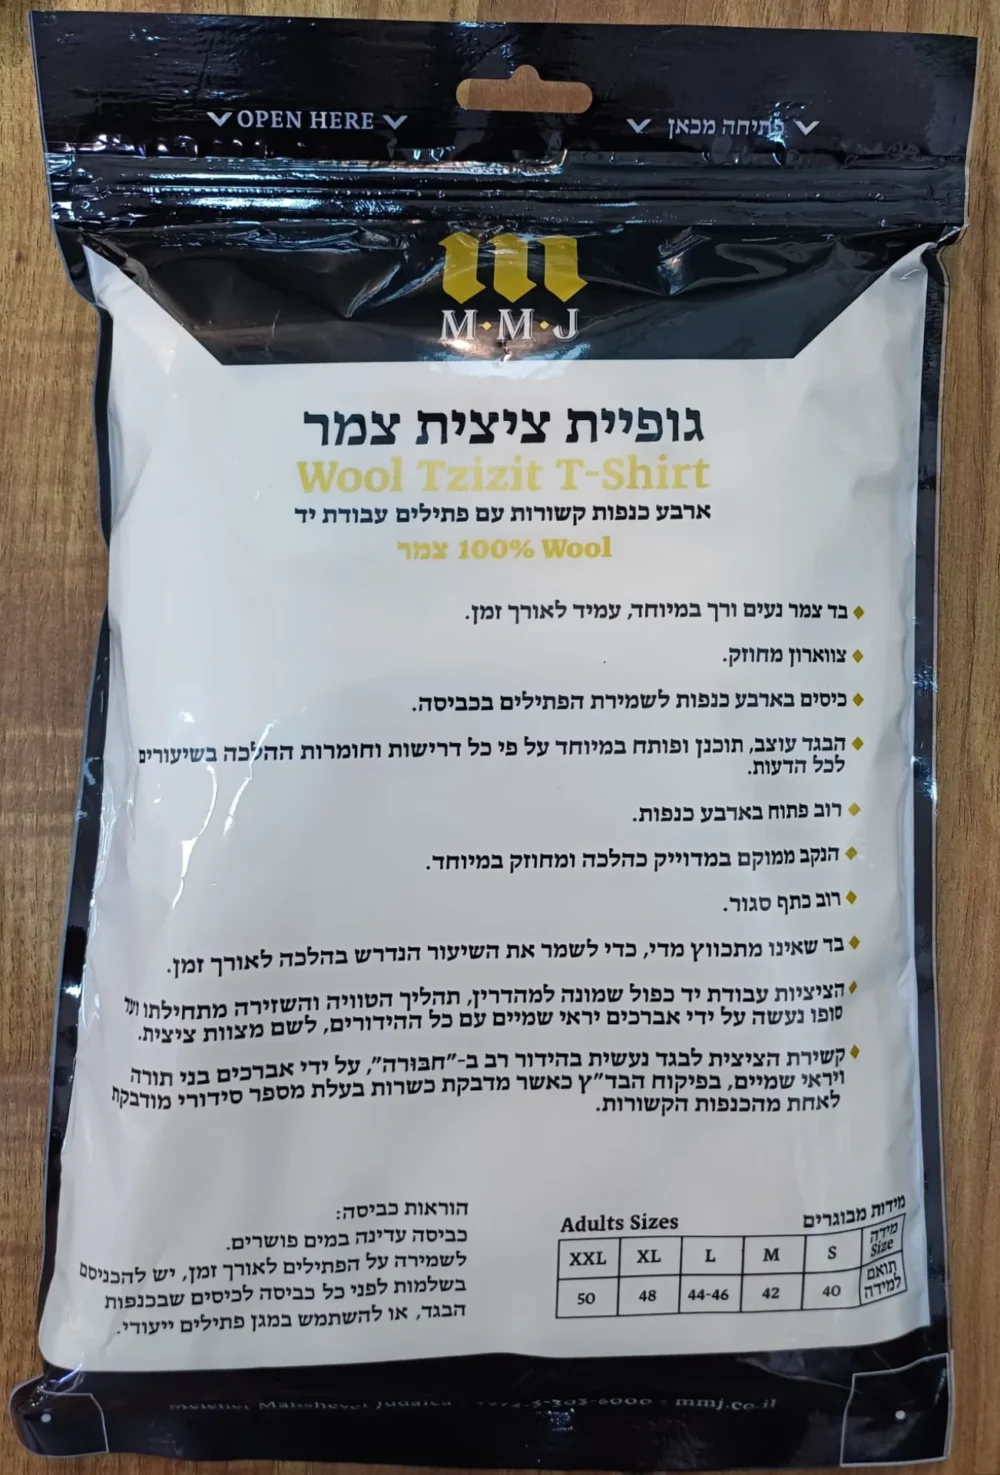 OPEN HERE
פתיחה מכאן
M·M·J
גופיית ציצית צמר
Wool Tzizit T-Shirt
ארבע כנפות קשורות עם פתילים עבודת יד
100% Wool צמר
בד צמר נעים ורך במיוחד, עמיד לאורך זמן.
צווארון מחוזק.
כיסים בארבע כנפות לשמירת הפתילים בכביסה.
הבגד עוצב, תוכנן ופותח במיוחד על פי כל דרישות וחומרות ההלכה בשיעורים
לכל הדעות.
רוב פתוח באדבע כנפות.
הנקב ממוקם במדוייק כהלכה ומחוזק במיוחד.
רוב כתף סגור.
בד שאינו מתכווץ מדי, כדי לשמר את השיעור הנדרש בהלכה לאורך זמן.
הציציות עבודת יד כפול שמונה למהדרין, תהליך הטוויה והשזירה מתחילתו ועד
סופו נעשה על ידי אברכים יראי שמיים עם כל ההידורים, לשם מצוות ציצית.
קשירת הציצית לבגד נעשית בהידור רב ב-"חבורה", על ידי אברכים בני תורה
ויראי שמיים, בפיקוח הבד"ץ כאשר מדבקת כשרות בעלת מספר סידורי מודבקת
לאחת מהכנפות הקשורות.
הוראות כביסה:
כביסה עדינה במים פושרים.
לשמירה על הפתילים לאורך זמן, יש להכניסם
בשלמות לפני כל כביסה לכיסים שבכנפות
הבגד, או להשתמש במגן פתילים ייעודי.
Adults Sizes מידות מבוגרים
XXL XL L M S מידה Size
50 48 44-46 42 40 תואם למידה
Judaica 6000 - mmj.co.il